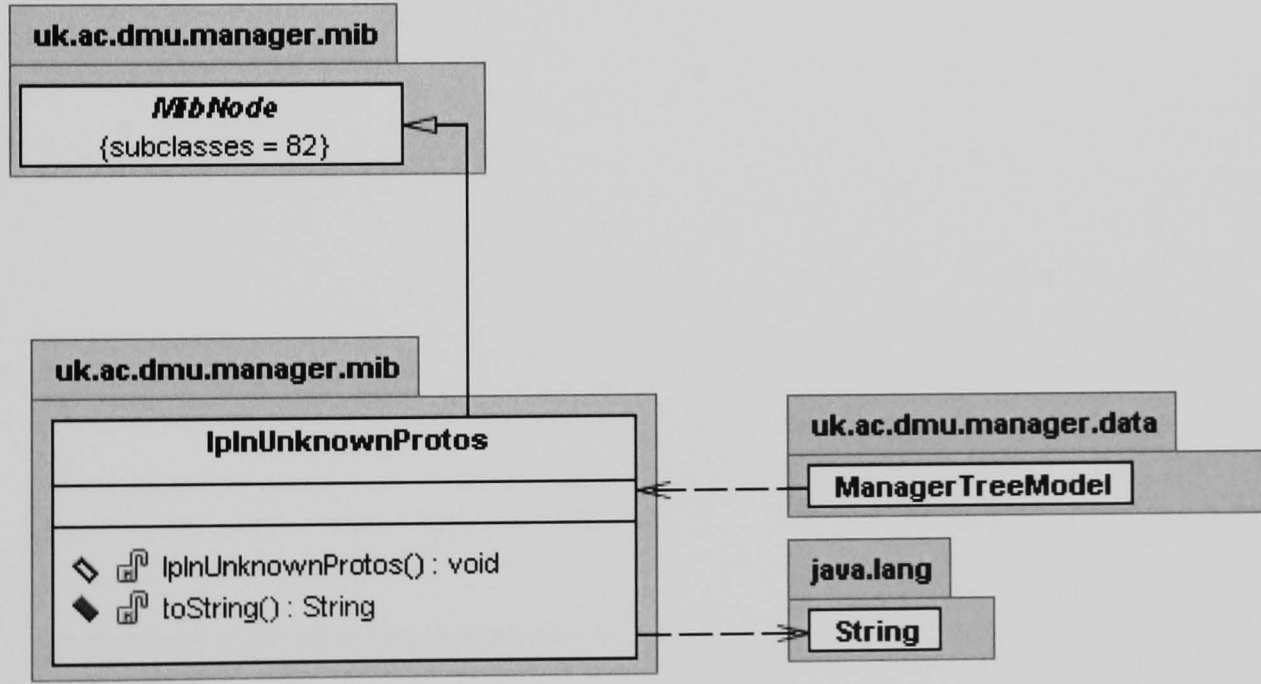 uk.ac.dmu.manager.mib
MibNode
{subclasses = 82}
uk.ac.dmu.manager.mib
IpInUnknownProtos
IpInUnknownProtos() : void
toString() : String
uk.ac.dmu.manager.data
ManagerTreeModel
java.lang
String